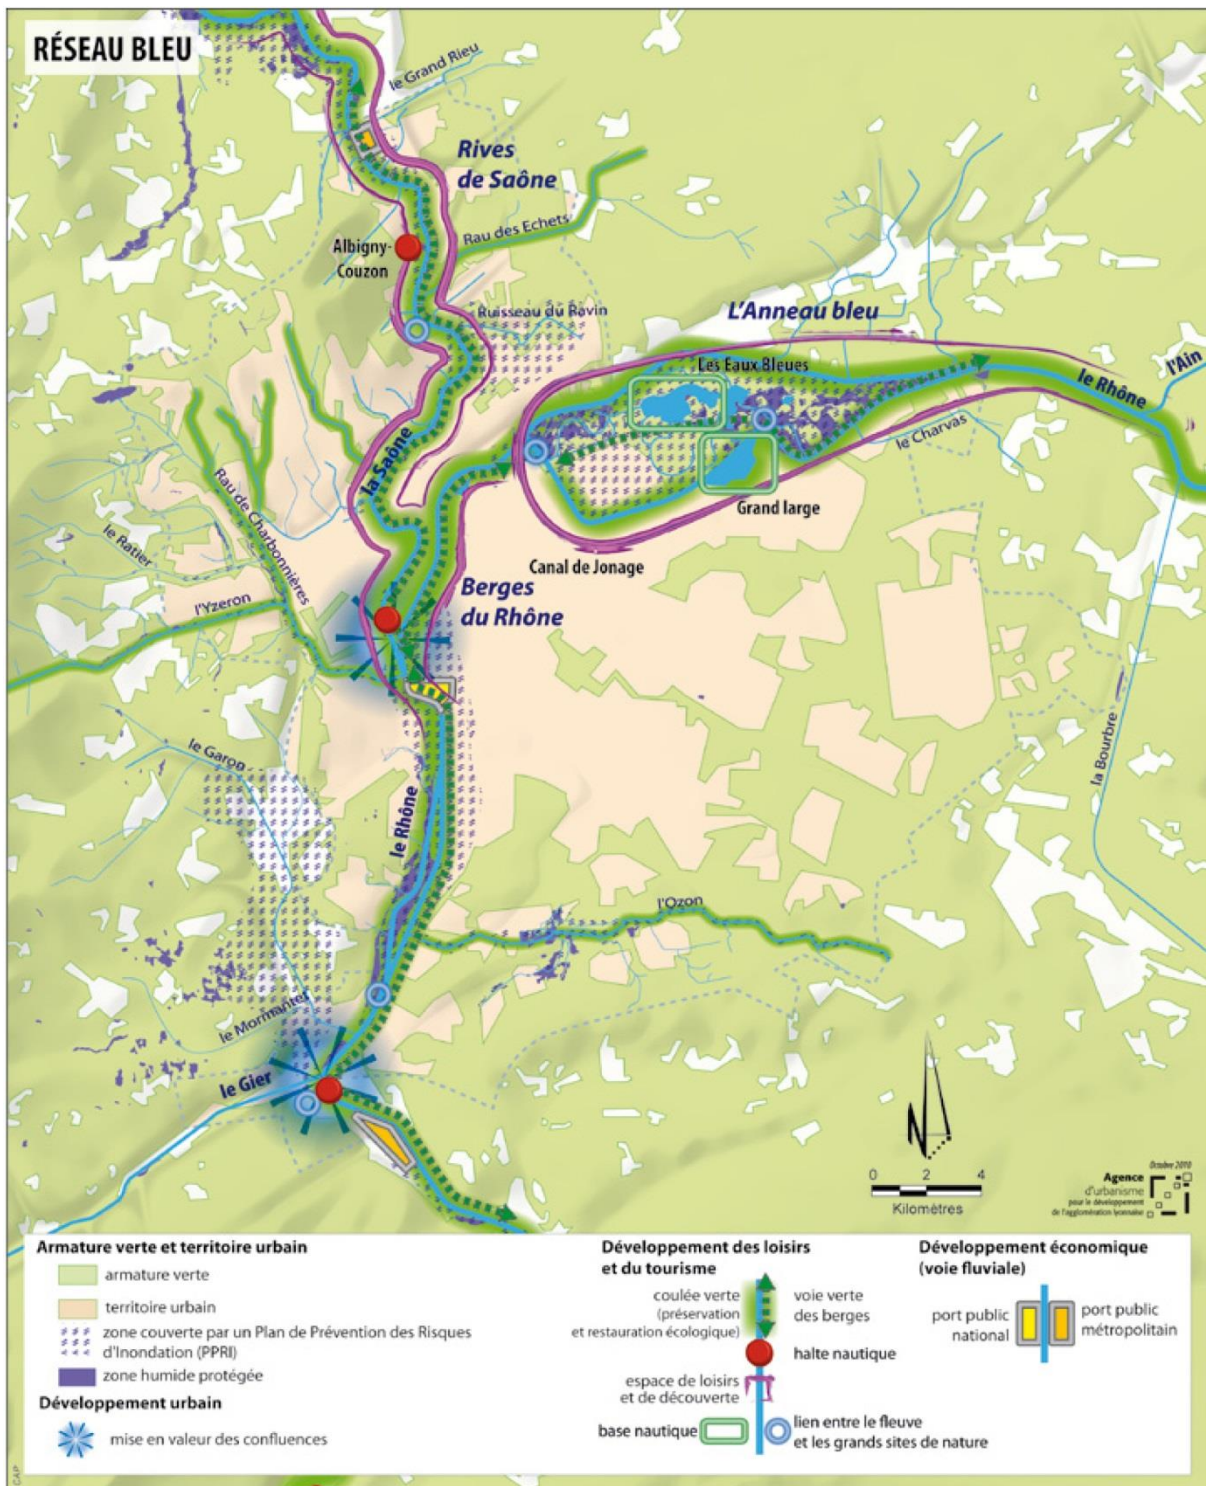 RÉSEAU BLEU
le Grand Rieu
Rives
de Saône
Albigny-
Couzon
Rau des Echets
Ruisseau du Ravin
L'Anneau bleu
Les Eaux Bleues
l'Ain
le Rhône
le Charvas
la Saône
Grand large
Canal de Jonage
Rau de Charbonnières
le Ratier
l'Yzeron
Berges
du Rhône
le Garon
la Bourbre
le Rhône
l'Ozon
le Mornantet
le Gier
N
0 2 4
Kilomètres
Octobre 2010
Agence
d'urbanisme
pour le développement
de l'agglomération lyonnaise
Armature verte et territoire urbain
armature verte
territoire urbain
zone couverte par un Plan de Prévention des Risques
d'Inondation (PPRI)
zone humide protégée
Développement urbain
mise en valeur des confluences
Développement des loisirs
et du tourisme
coulée verte
(préservation
et restauration écologique)
voie verte
des berges
halte nautique
espace de loisirs
et de découverte
base nautique
lien entre le fleuve
et les grands sites de nature
Développement économique
(voie fluviale)
port public
national
port public
métropolitain
CAP